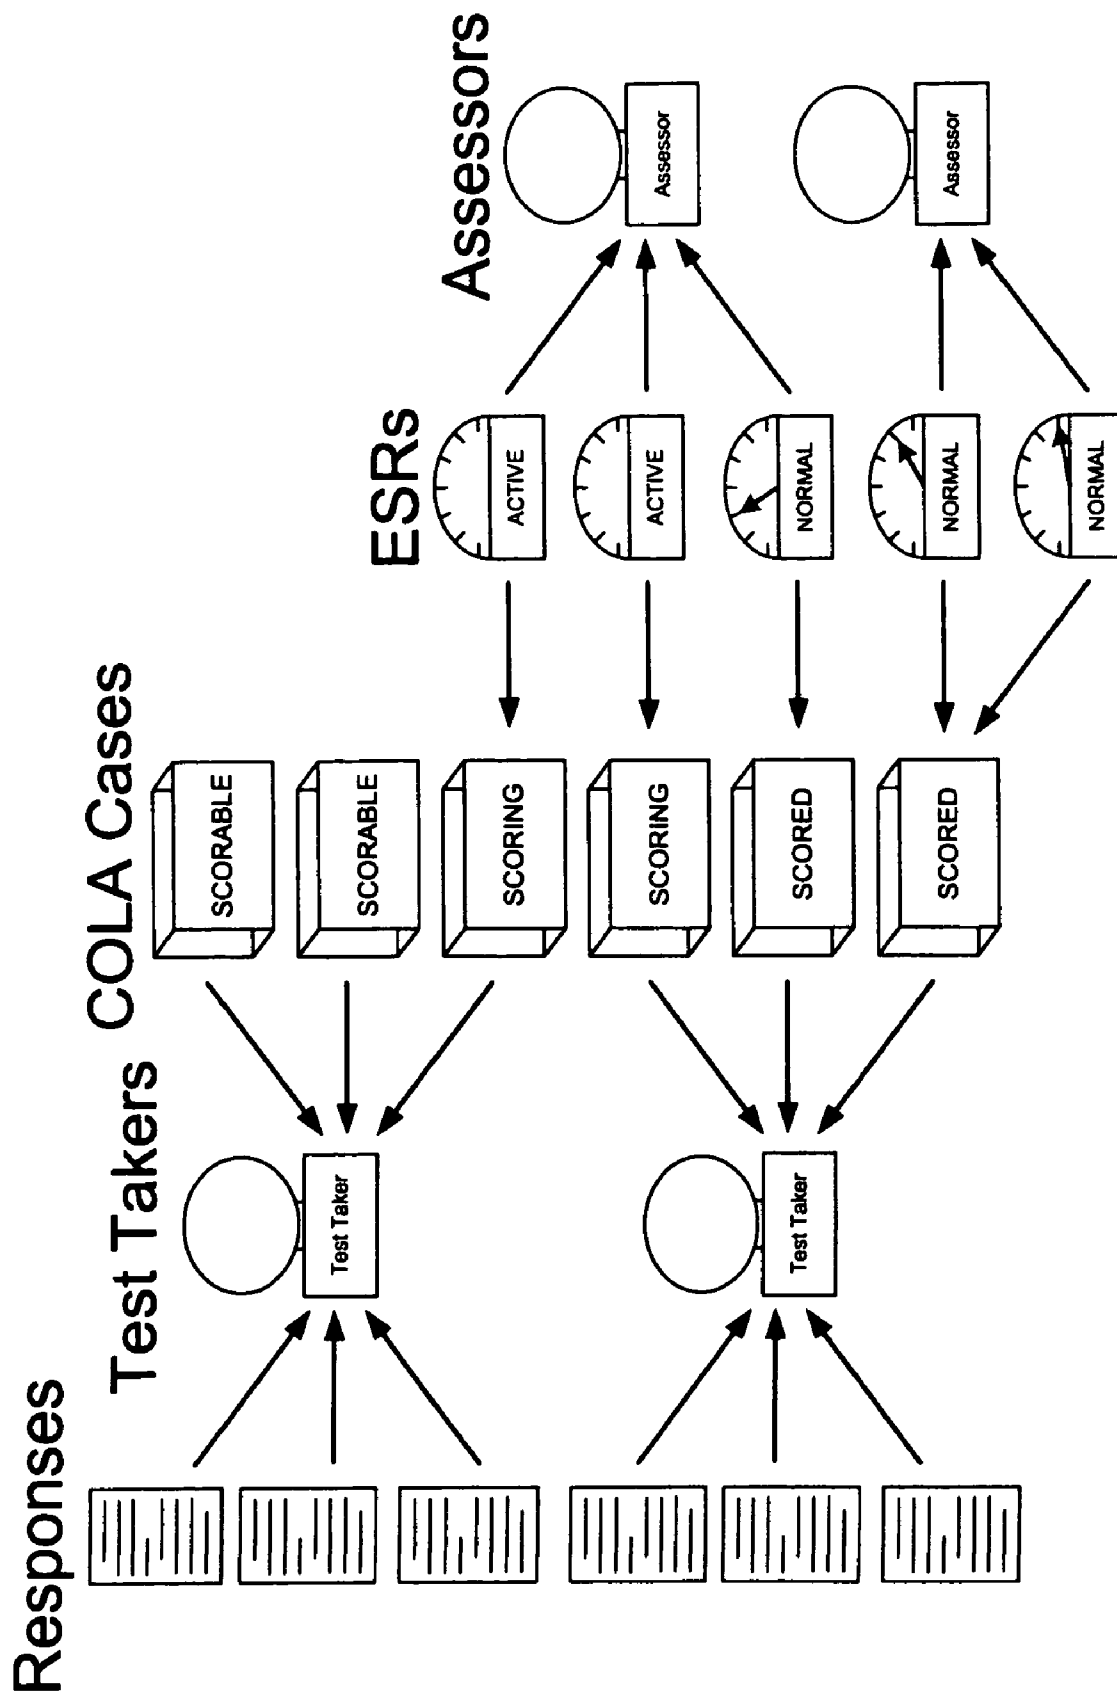 Responses
Test Takers
Test Taker
Test Taker
COLA Cases
SCORABLE
SCORABLE
SCORING
SCORING
SCORED
SCORED
ESRs
ACTIVE
ACTIVE
NORMAL
NORMAL
NORMAL
Assessors
Assessor
Assessor